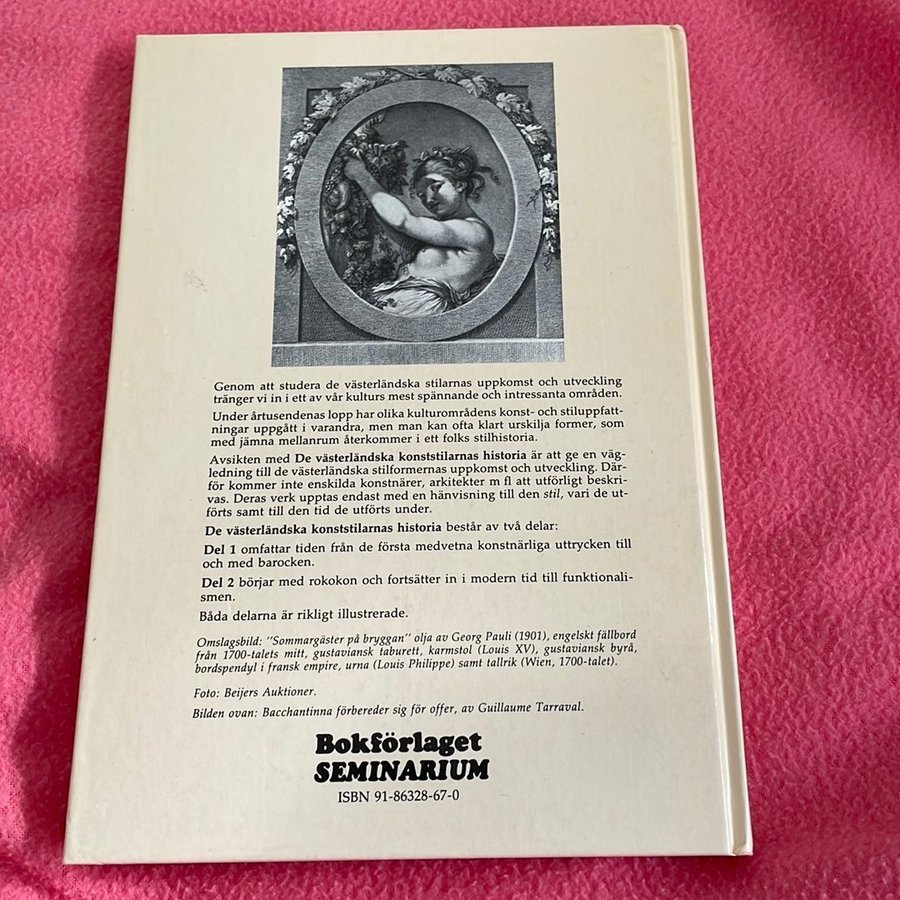 Genom att studera de västerländska stilarnas uppkomst och utveckling
tränger vi in i ett av vår kulturs mest spännande och intressanta områden.
Under årtusendenas lopp har olika kulturområdens konst- och stiluppfatt-
ningar uppgått i varandra, men man kan ofta klart urskilja former, som
med jämna mellanrum återkommer i ett folks stilhistoria.
Avsikten med De västerländska konststilarnas historia är att ge en väg-
ledning till de västerländska stilformernas uppkomst och utveckling. Där-
för kommer inte enskilda konstnärer, arkitekter m fl att utförligt beskri-
vas. Deras verk upptas endast med en hänvisning till den stil, vari de ut-
förts samt till den tid de utförts under.
De västerländska konststilarnas historia består av två delar:
Del 1 omfattar tiden från de första medvetna konstnärliga uttrycken till
och med barocken.
Del 2 börjar med rokokon och fortsätter in i modern tid till funktionali-
smen.
Båda delarna är rikligt illustrerade.
Omslagsbild: "Sommargäster på bryggan" olja av Georg Pauli (1901), engelskt fällbord
från 1700-talets mitt, gustaviansk taburett, karmstol (Louis XV), gustaviansk byrå,
bordspendyl i fransk empire, urna (Louis Philippe) samt tallrik (Wien, 1700-talet).
Foto: Beijers Auktioner.
Bilden ovan: Bacchantinna förbereder sig för offer, av Guillaume Tarraval.
Bokförlaget
SEMINARIUM
ISBN 91-86328-67-0